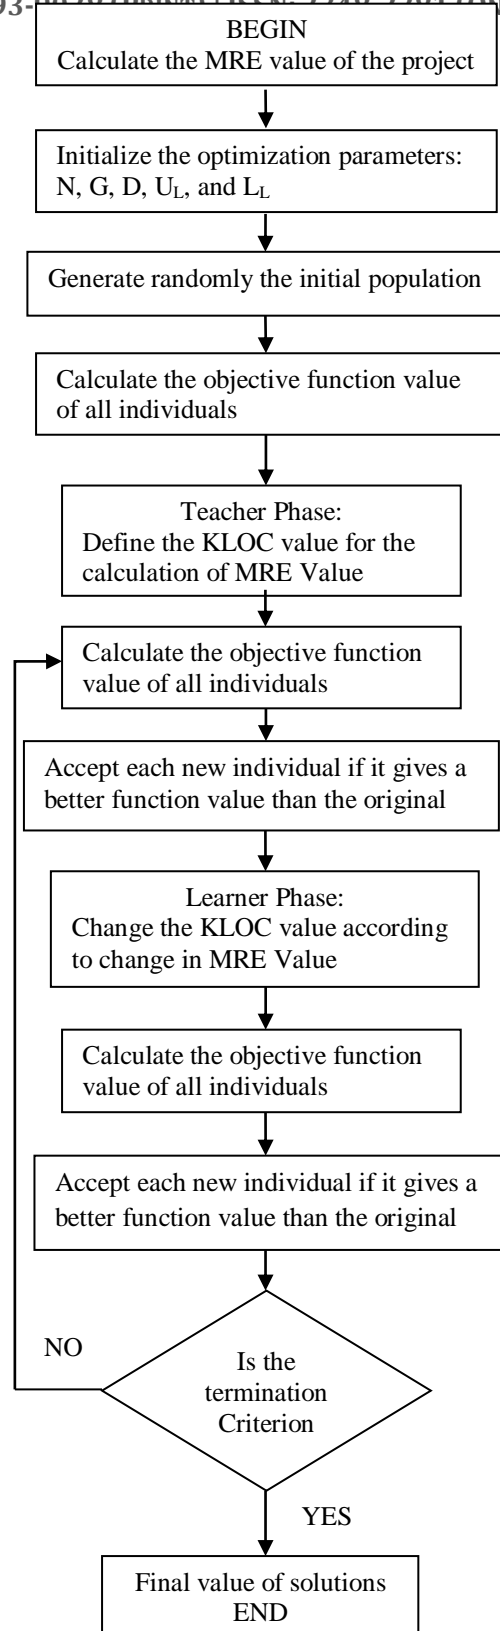 BEGIN
Calculate the MRE value of the project
Initialize the optimization parameters:
N, G, D, U_L, and L_L
Generate randomly the initial population
Calculate the objective function value
of all individuals
Teacher Phase:
Define the KLOC value for the
calculation of MRE Value
Calculate the objective function
value of all individuals
Accept each new individual if it gives a
better function value than the original
Learner Phase:
Change the KLOC value according
to change in MRE Value
Calculate the objective function
value of all individuals
Accept each new individual if it gives a
better function value than the original
NO
Is the
termination
Criterion
YES
Final value of solutions
END